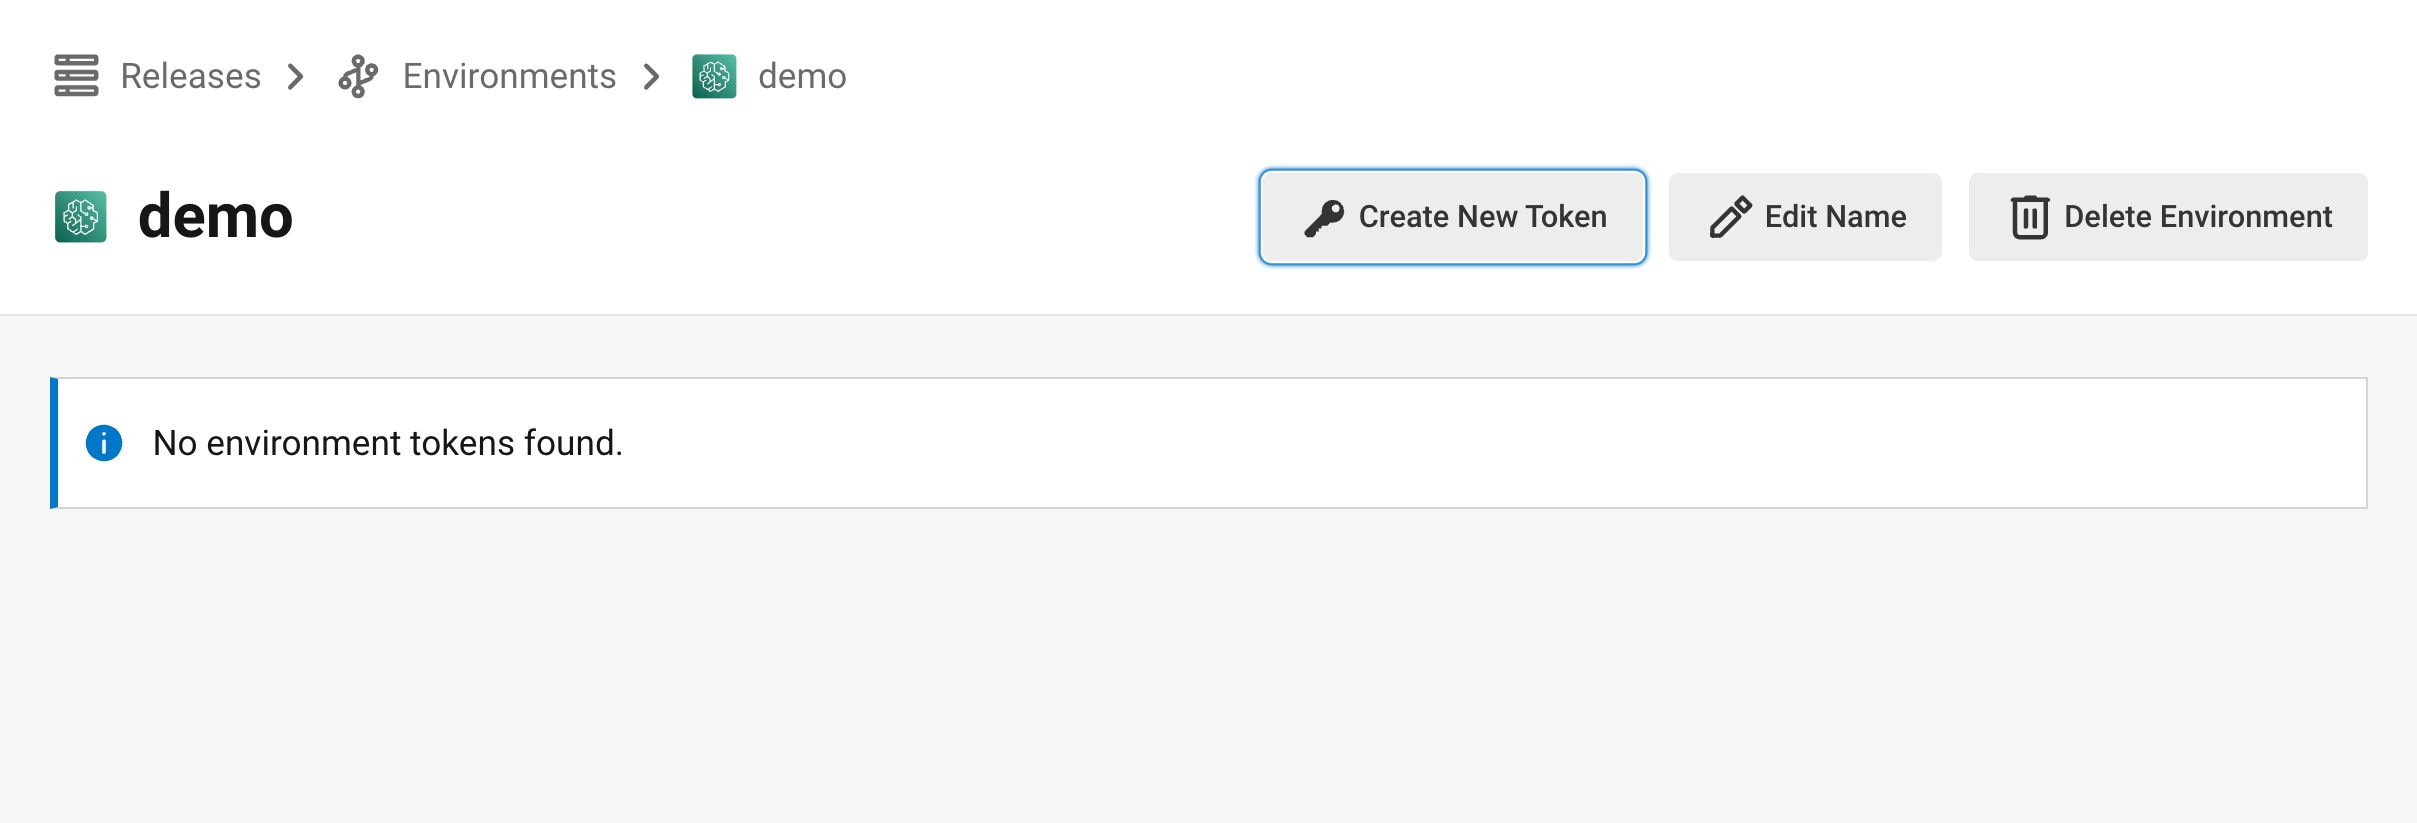 Releases > Environments > demo
demo
Create New Token Edit Name Delete Environment
No environment tokens found.